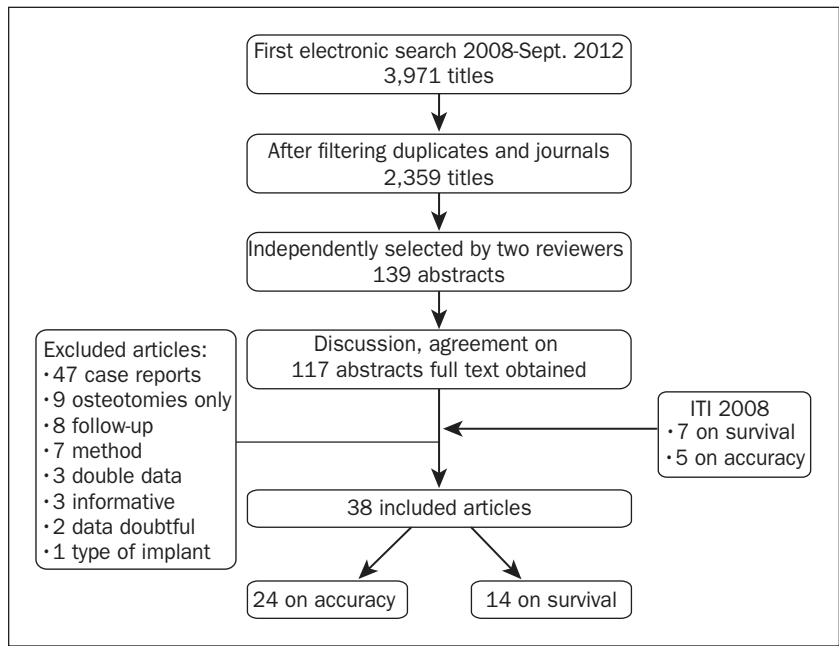 First electronic search 2008-Sept. 2012
3,971 titles
After filtering duplicates and journals
2,359 titles
Independently selected by two reviewers
139 abstracts
Discussion, agreement on
117 abstracts full text obtained
Excluded articles:
· 47 case reports
· 9 osteotomies only
· 8 follow-up
· 7 method
· 3 double data
· 3 informative
· 2 data doubtful
· 1 type of implant
ITI 2008
· 7 on survival
· 5 on accuracy
38 included articles
24 on accuracy
14 on survival